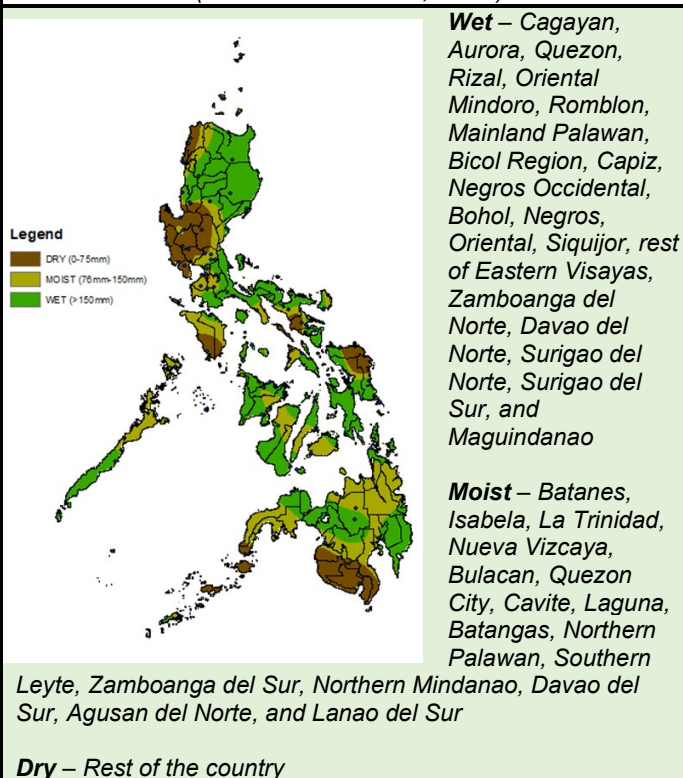 Wet – Cagayan,
Aurora, Quezon,
Rizal, Oriental
Mindoro, Romblon,
Mainland Palawan,
Bicol Region, Capiz,
Negros Occidental,
Bohol, Negros,
Oriental, Siquijor, rest
of Eastern Visayas,
Zamboanga del
Norte, Davao del
Norte, Surigao del
Norte, Surigao del
Sur, and
Maguindanao
Legend
DRY (0-75mm)
MOIST (76mm-150mm)
WET (>150mm)
Moist – Batanes,
Isabela, La Trinidad,
Nueva Vizcaya,
Bulacan, Quezon
City, Cavite, Laguna,
Batangas, Northern
Palawan, Southern
Leyte, Zamboanga del Sur, Northern Mindanao, Davao del
Sur, Agusan del Norte, and Lanao del Sur
Dry – Rest of the country